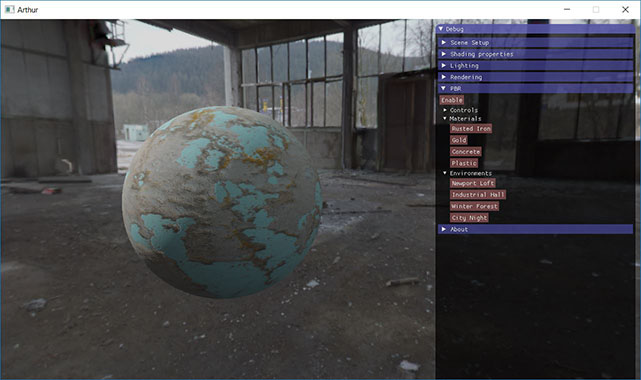 Arthur
Debug
Scene Setup
Shading properties
Lighting
Rendering
PBR
Enable
Controls
Materials
Rusted Iron
Gold
Concrete
Plastic
Environments
Newport Loft
Industrial Hall
Winter Forest
City Night
About